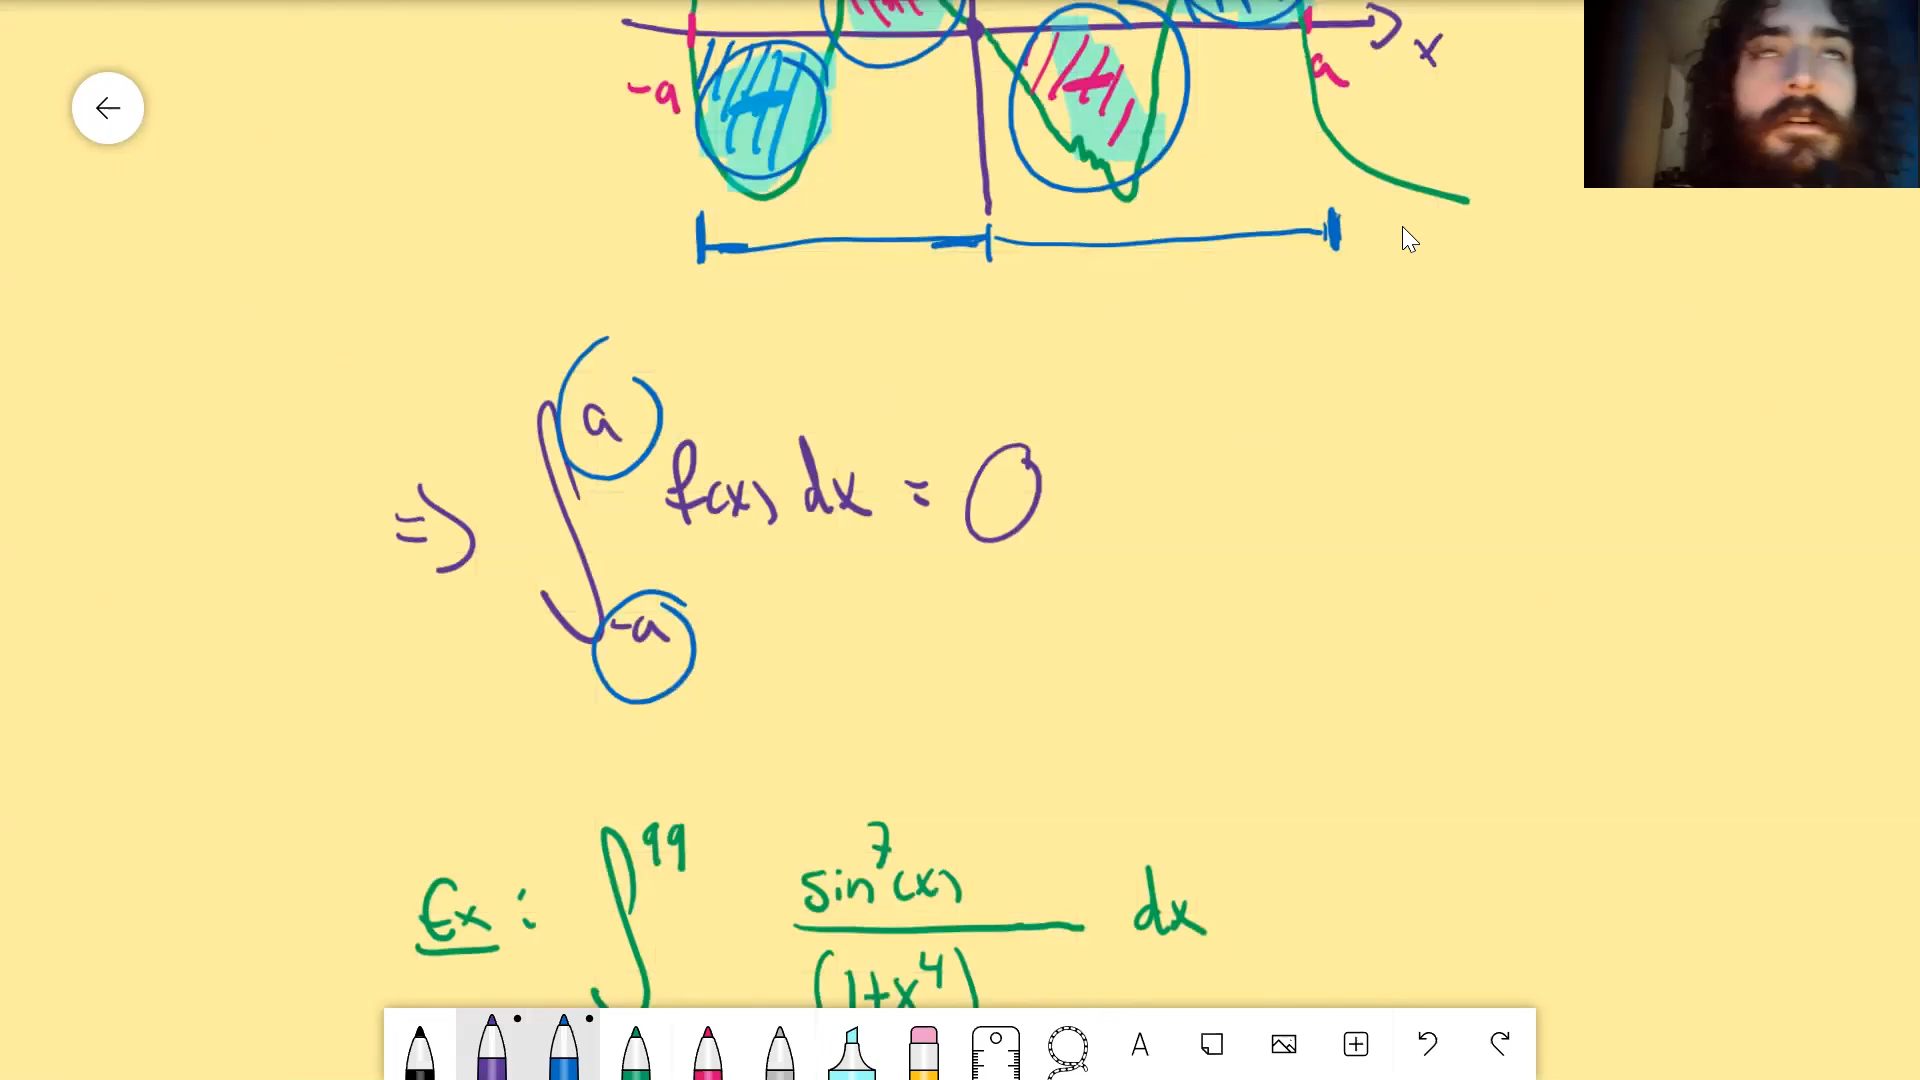 -a a x
=> ∫ a f(x) dx = 0
-a
Ex: ∫ 99 sin^7(x) dx
(1+x^4)
A